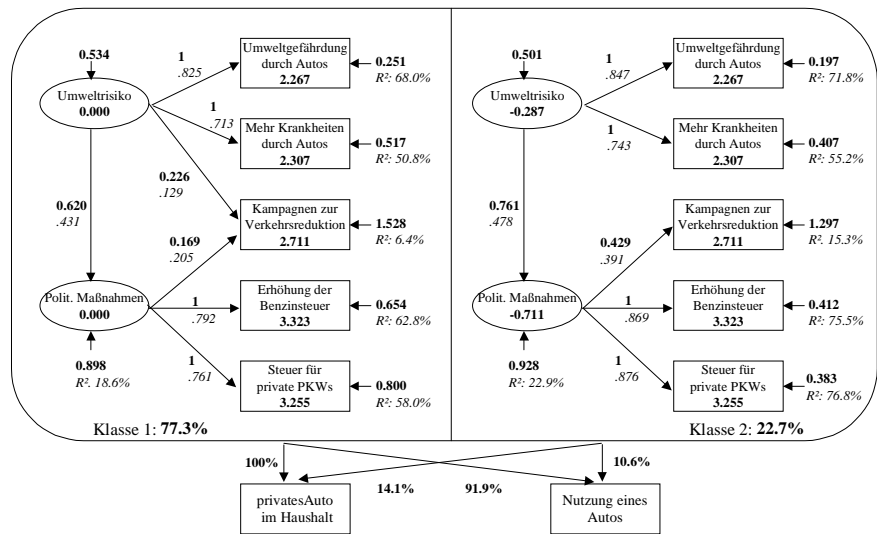 0.534
1
.825
Umweltgefährdung
durch Autos
2.267
0.251
R²: 68.0%
Umweltrisiko
0.000
1
.713
Mehr Krankheiten
durch Autos
2.307
0.517
R²: 50.8%
0.226
.129
0.620
.431
Kampagnen zur
Verkehrsreduktion
2.711
1.528
R²: 6.4%
0.169
.205
Polit. Maßnahmen
0.000
1
.792
Erhöhung der
Benzinsteuer
3.323
0.654
R²: 62.8%
1
.761
0.898
R². 18.6%
Steuer für
private PKWs
3.255
0.800
R²: 58.0%
Klasse 1: 77.3%
0.501
1
.847
Umweltgefährdung
durch Autos
2.267
0.197
R²: 71.8%
Umweltrisiko
-0.287
1
.743
Mehr Krankheiten
durch Autos
2.307
0.407
R²: 55.2%
0.761
.478
Kampagnen zur
Verkehrsreduktion
2.711
1.297
R²: 15.3%
0.429
.391
Polit. Maßnahmen
-0.711
1
.869
Erhöhung der
Benzinsteuer
3.323
0.412
R²: 75.5%
1
.876
0.928
R²: 22.9%
Steuer für
private PKWs
3.255
0.383
R²: 76.8%
Klasse 2: 22.7%
100%
14.1%
91.9%
10.6%
privatesAuto
im Haushalt
Nutzung eines
Autos